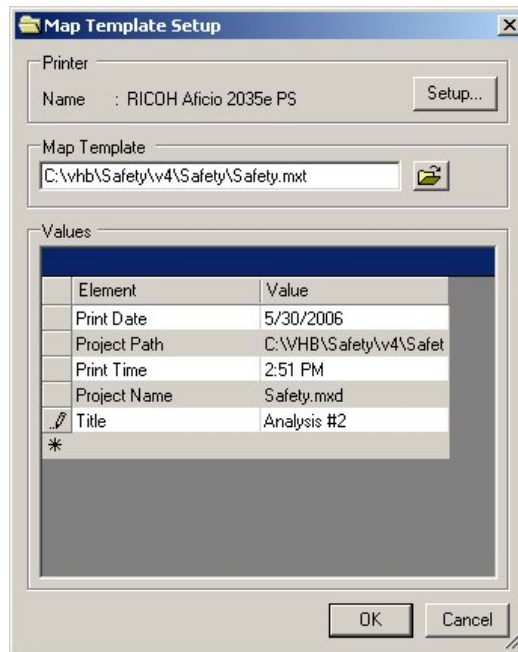 Map Template Setup
Printer
Name : RICOH Aficio 2035e PS
Setup...
Map Template
C:\vhb\Safety\v4\Safety\Safety.mxt
Values
Element Value
Print Date 5/30/2006
Project Path C:\VHB\Safety\v4\Safet
Print Time 2:51 PM
Project Name Safety.mxd
Title Analysis #2
OK Cancel